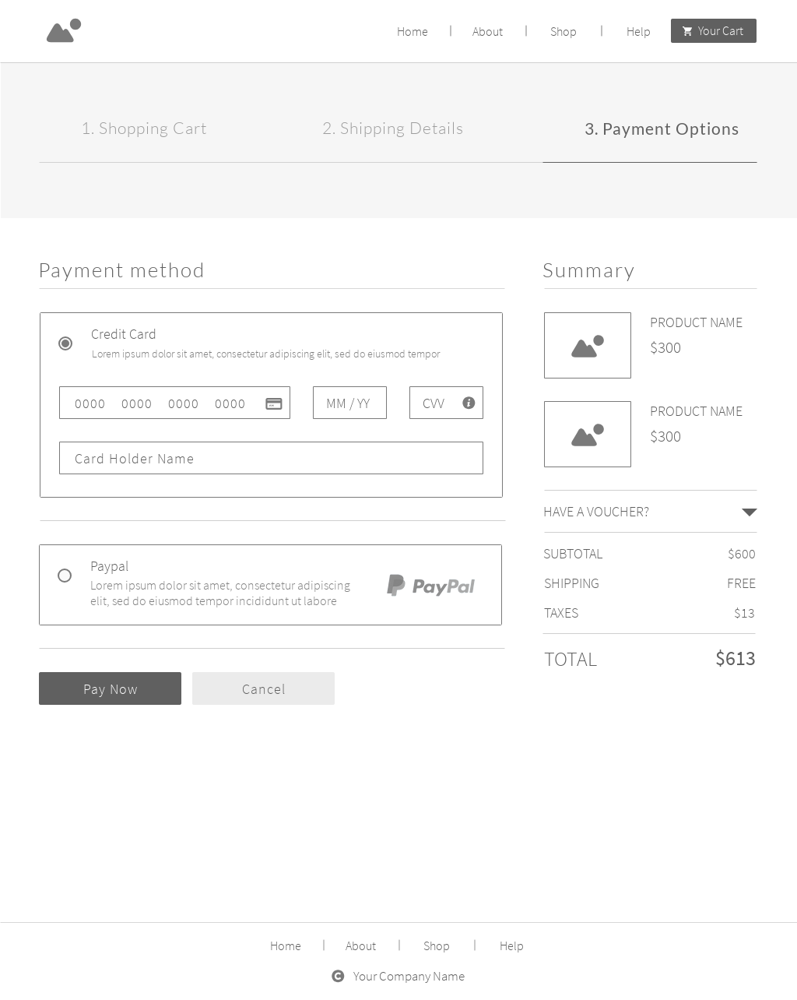 Home | About | Shop | Help Your Cart
1. Shopping Cart 2. Shipping Details 3. Payment Options
Payment method
Credit Card
Lorem ipsum dolor sit amet, consectetur adipiscing elit, sed do eiusmod tempor
0000 0000 0000 0000 MM / YY CVV
Card Holder Name
Paypal
Lorem ipsum dolor sit amet, consectetur adipiscing
elit, sed do eiusmod tempor incididunt ut labore
PayPal
Pay Now Cancel
Summary
PRODUCT NAME
$300
PRODUCT NAME
$300
HAVE A VOUCHER?
SUBTOTAL $600
SHIPPING FREE
TAXES $13
TOTAL $613
Home | About | Shop | Help
© Your Company Name